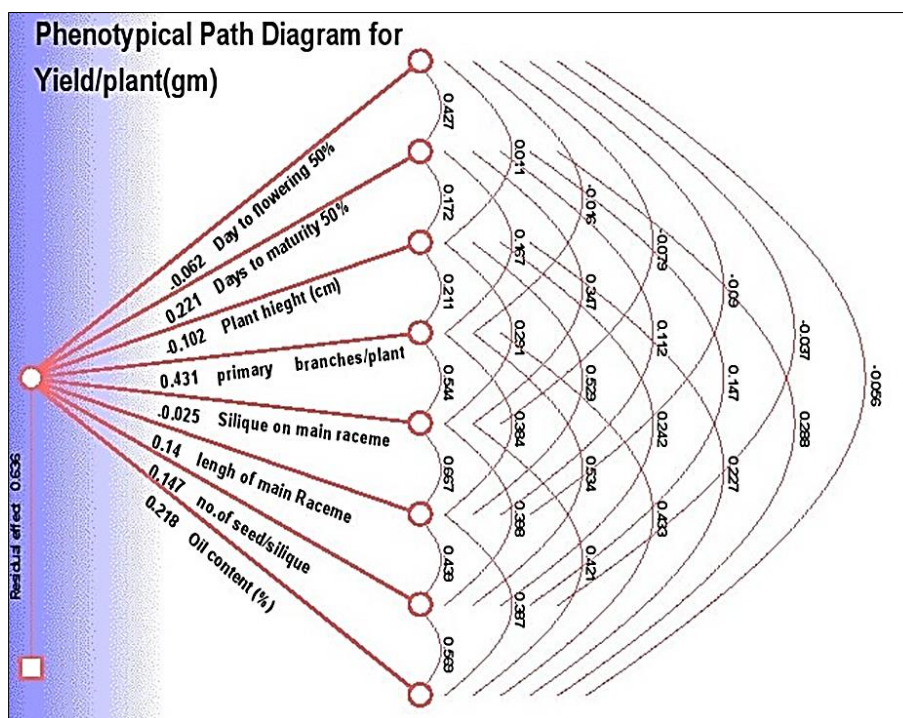 Phenotypical Path Diagram for
Yield/plant(gm)
-0.062 Day to flowering 50%
0.221 Days to maturity 50%
-0.102 Plant hieght (cm)
0.431 primary branches/plant
-0.025 Silique on main raceme
0.14 lengh of main Raceme
0.147 no.of seed/silique
0.218 Oil content (%)
Residual effect 0.636
0.427
0.172
0.211
0.544
0.667
0.439
0.569
0.011
0.167
0.291
0.384
0.398
0.387
-0.016
0.347
0.529
0.534
0.421
-0.079
0.112
0.242
0.433
-0.09
0.147
0.227
-0.037
0.288
-0.056